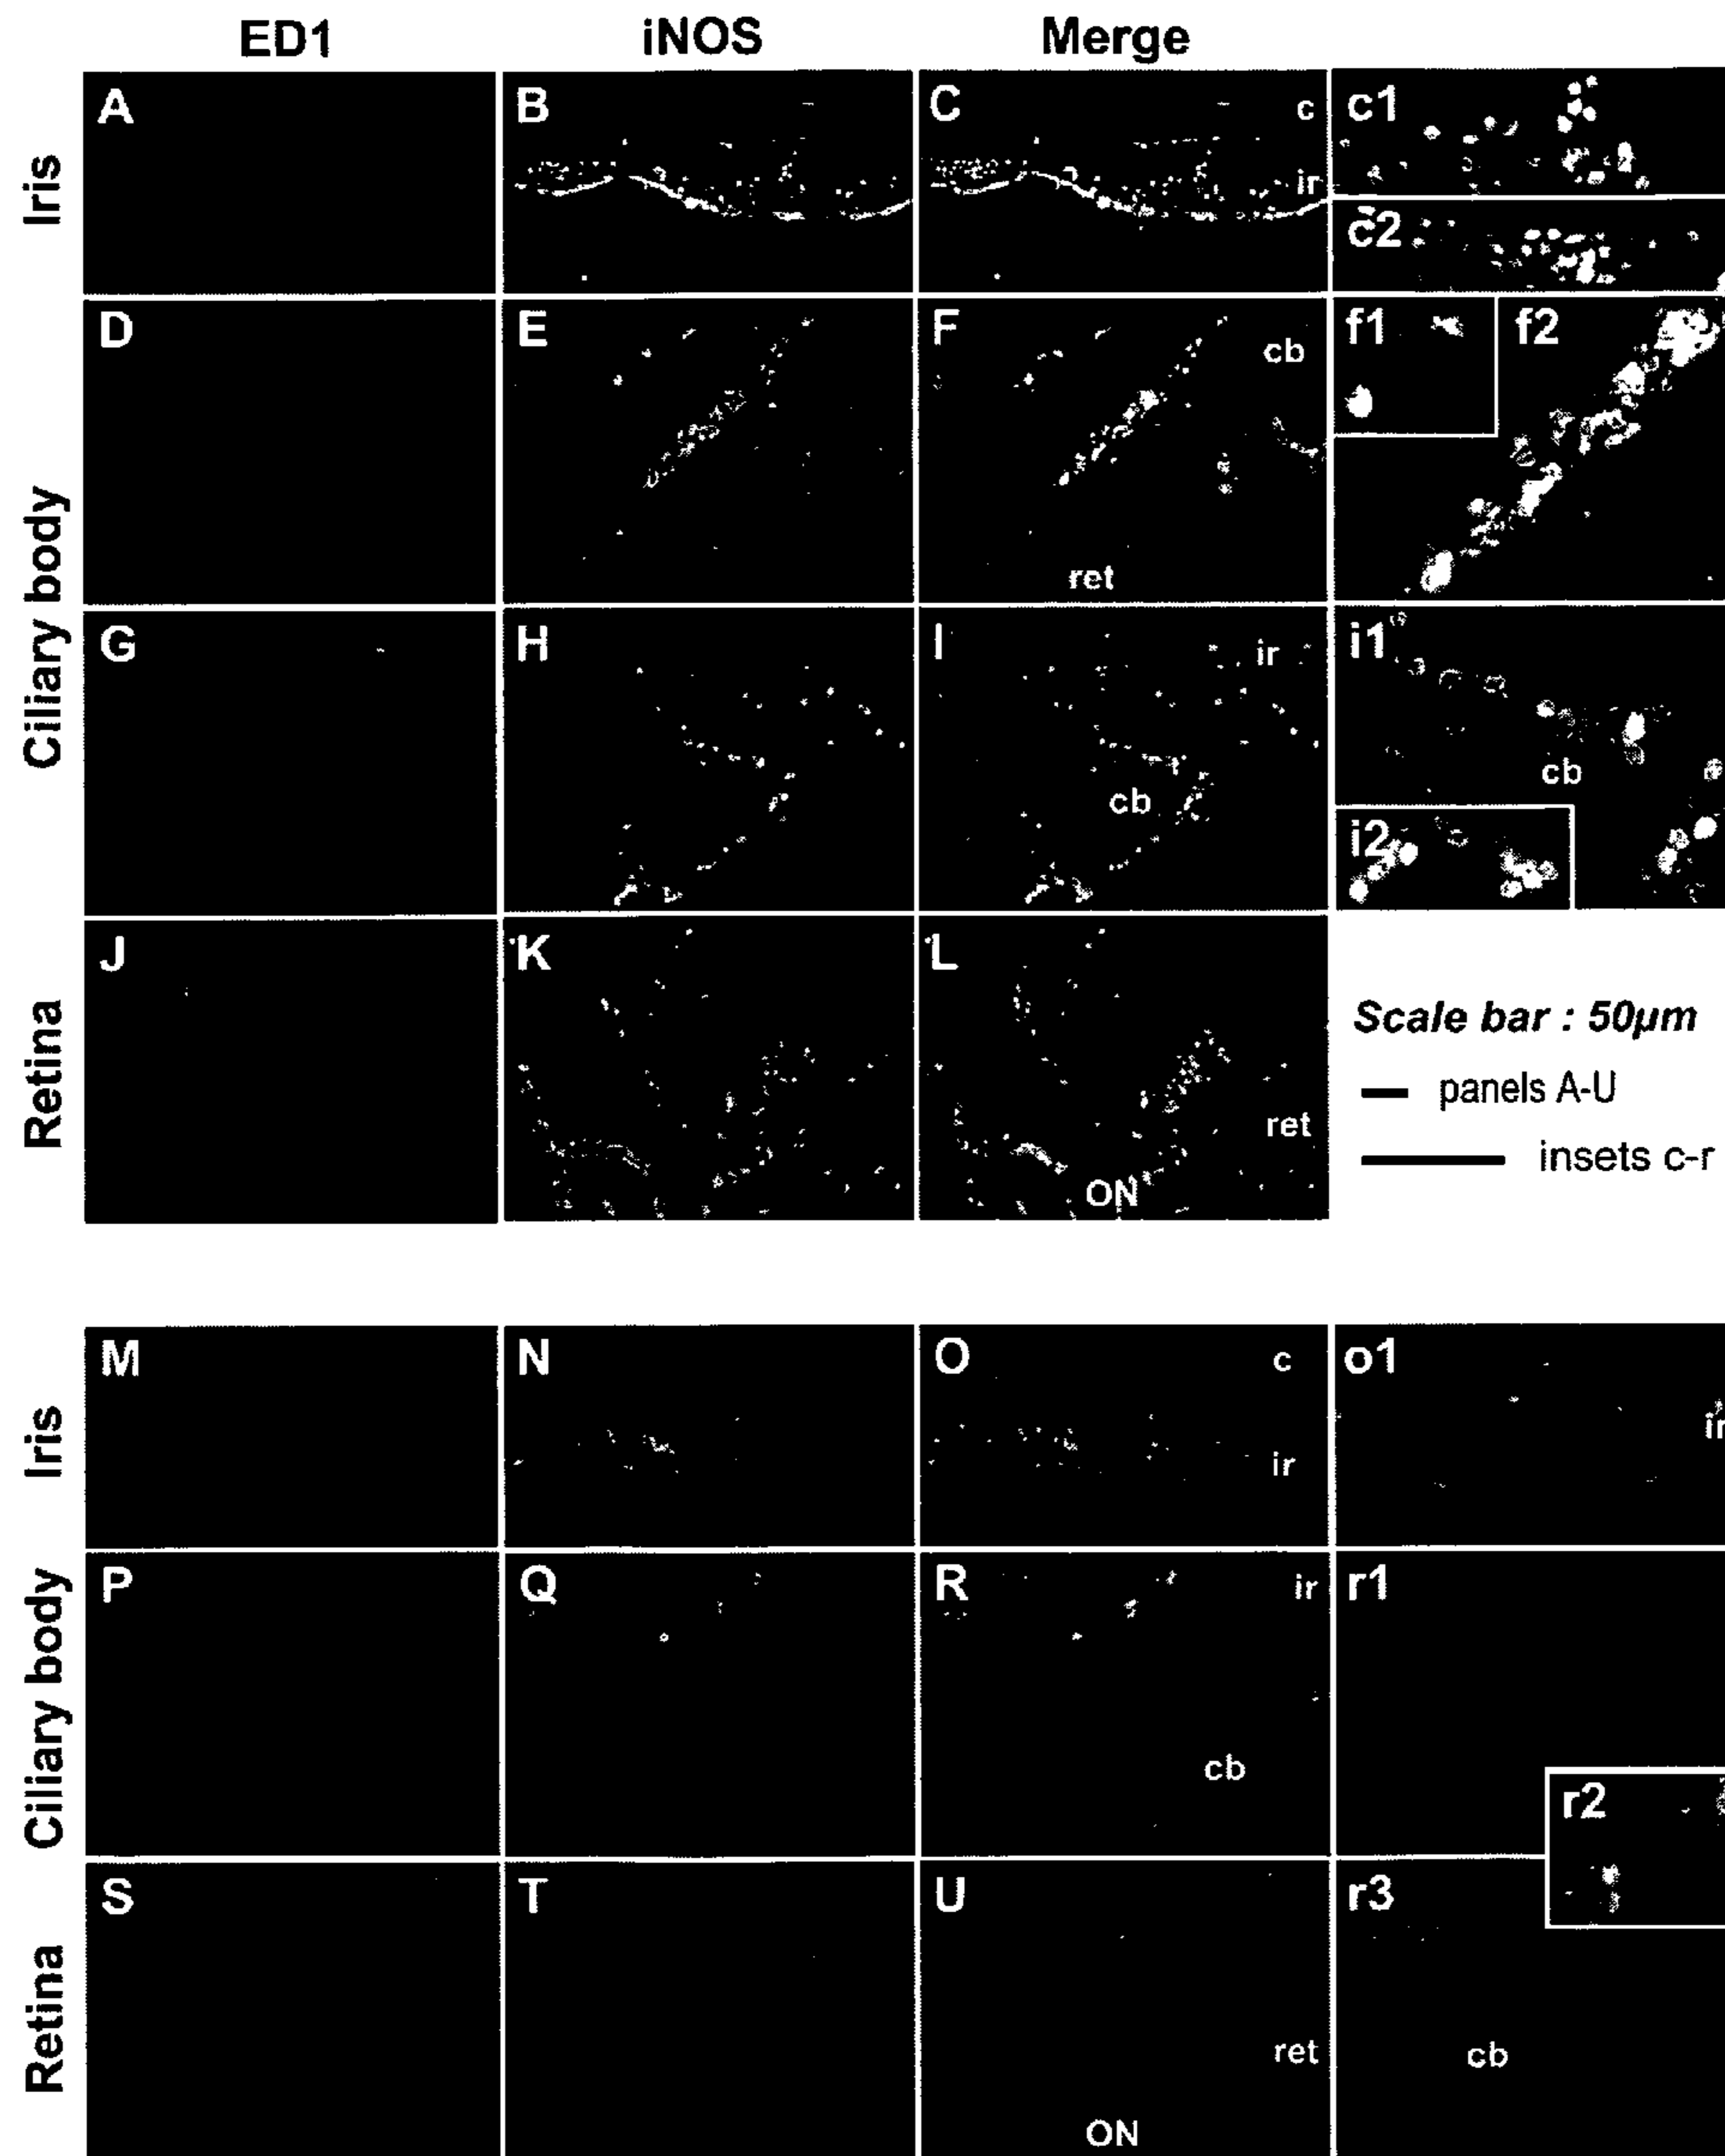 ED1 iNOS Merge
Iris
A B C c ir c1
c2
Ciliary body
D E F cb ret f1 f2
G H I ir cb i1 cb
i2
Retina
J K L ret ON
Scale bar : 50µm
panels A-U
insets c-r
Iris
M N O c ir o1 ir
Ciliary body
P Q R ir cb r1
r2
Retina
S T U ret ON r3 cb